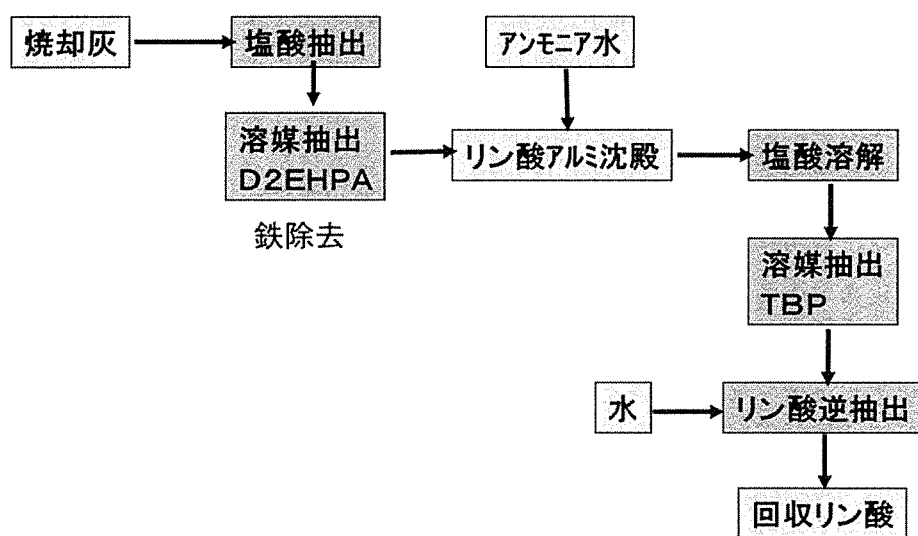 焼却灰
塩酸抽出
アンモニア水
溶媒抽出
D2EHPA
リン酸アルミ沈殿
塩酸溶解
鉄除去
溶媒抽出
TBP
水
リン酸逆抽出
回収リン酸